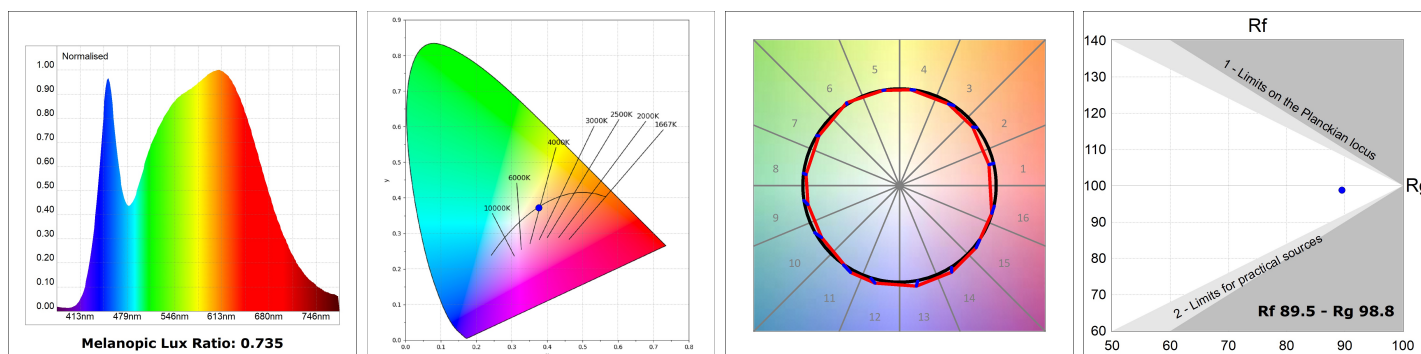 Normalised
1.00
0.90
0.80
0.70
0.60
0.50
0.40
0.30
0.20
0.10
0.00
413nm 479nm 546nm 613nm 680nm 746nm
Melanopic Lux Ratio: 0.735
0.9
0.8
0.7
0.6
0.5
0.4
0.3
0.2
0.1
0.0
y
0.0 0.1 0.2 0.3 0.4 0.5 0.6 0.7 0.8
10000K
6000K
4000K
3000K
2500K
2000K
1667K
1
2
3
4
5
6
7
8
9
10
11
12
13
14
15
16
Rf
140
130
120
110
100
90
80
70
60
50 60 70 80 90 100
1 - Limits on the Planckian locus
2 - Limits for practical sources
Rf 89.5 - Rg 98.8